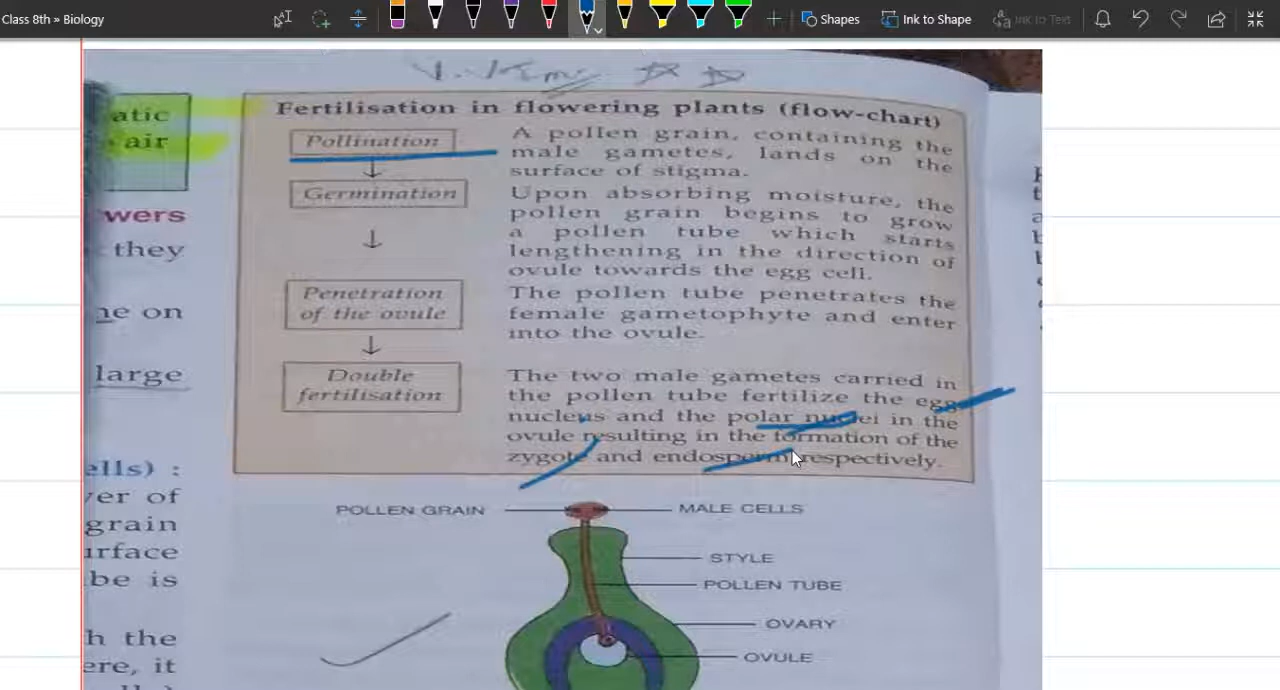 Class 8th » Biology
Shapes
Ink to Shape
Ink to Text
Fertilisation in flowering plants (flow-chart)
atic
air
Pollination
A pollen grain, containing the
male gametes, lands on the
surface of stigma.
Germination
Upon absorbing moisture, the
pollen grain begins to grow
a pollen tube which starts
lengthening in the direction of
ovule towards the egg cell.
wers
they
Penetration
of the ovule
The pollen tube penetrates the
female gametophyte and enter
into the ovule.
ne on
large
Double
fertilisation
The two male gametes carried in
the pollen tube fertilize the egg
nucleus and the polar nuclei in the
ovule resulting in the formation of the
zygote and endosperm respectively.
ells) :
ver of
grain
urface
be is
h the
ere, it
POLLEN GRAIN
MALE CELLS
STYLE
POLLEN TUBE
OVARY
OVULE